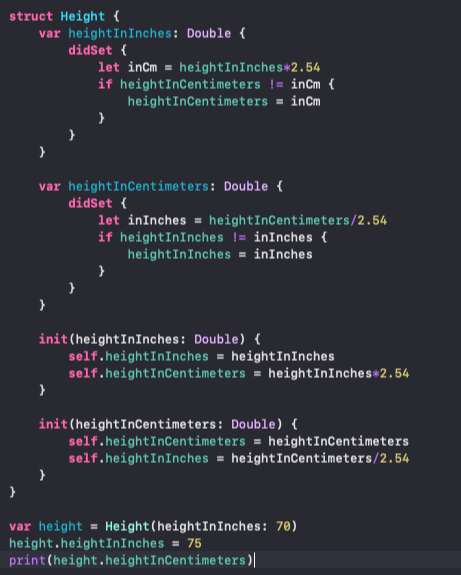 struct Height {
    var heightInInches: Double {
        didSet {
            let inCm = heightInInches*2.54
            if heightInCentimeters != inCm {
                heightInCentimeters = inCm
            }
        }
    }

    var heightInCentimeters: Double {
        didSet {
            let inInches = heightInCentimeters/2.54
            if heightInInches != inInches {
                heightInInches = inInches
            }
        }
    }

    init(heightInInches: Double) {
        self.heightInInches = heightInInches
        self.heightInCentimeters = heightInInches*2.54
    }

    init(heightInCentimeters: Double) {
        self.heightInCentimeters = heightInCentimeters
        self.heightInInches = heightInCentimeters/2.54
    }
}

var height = Height(heightInInches: 70)
height.heightInInches = 75
print(height.heightInCentimeters)